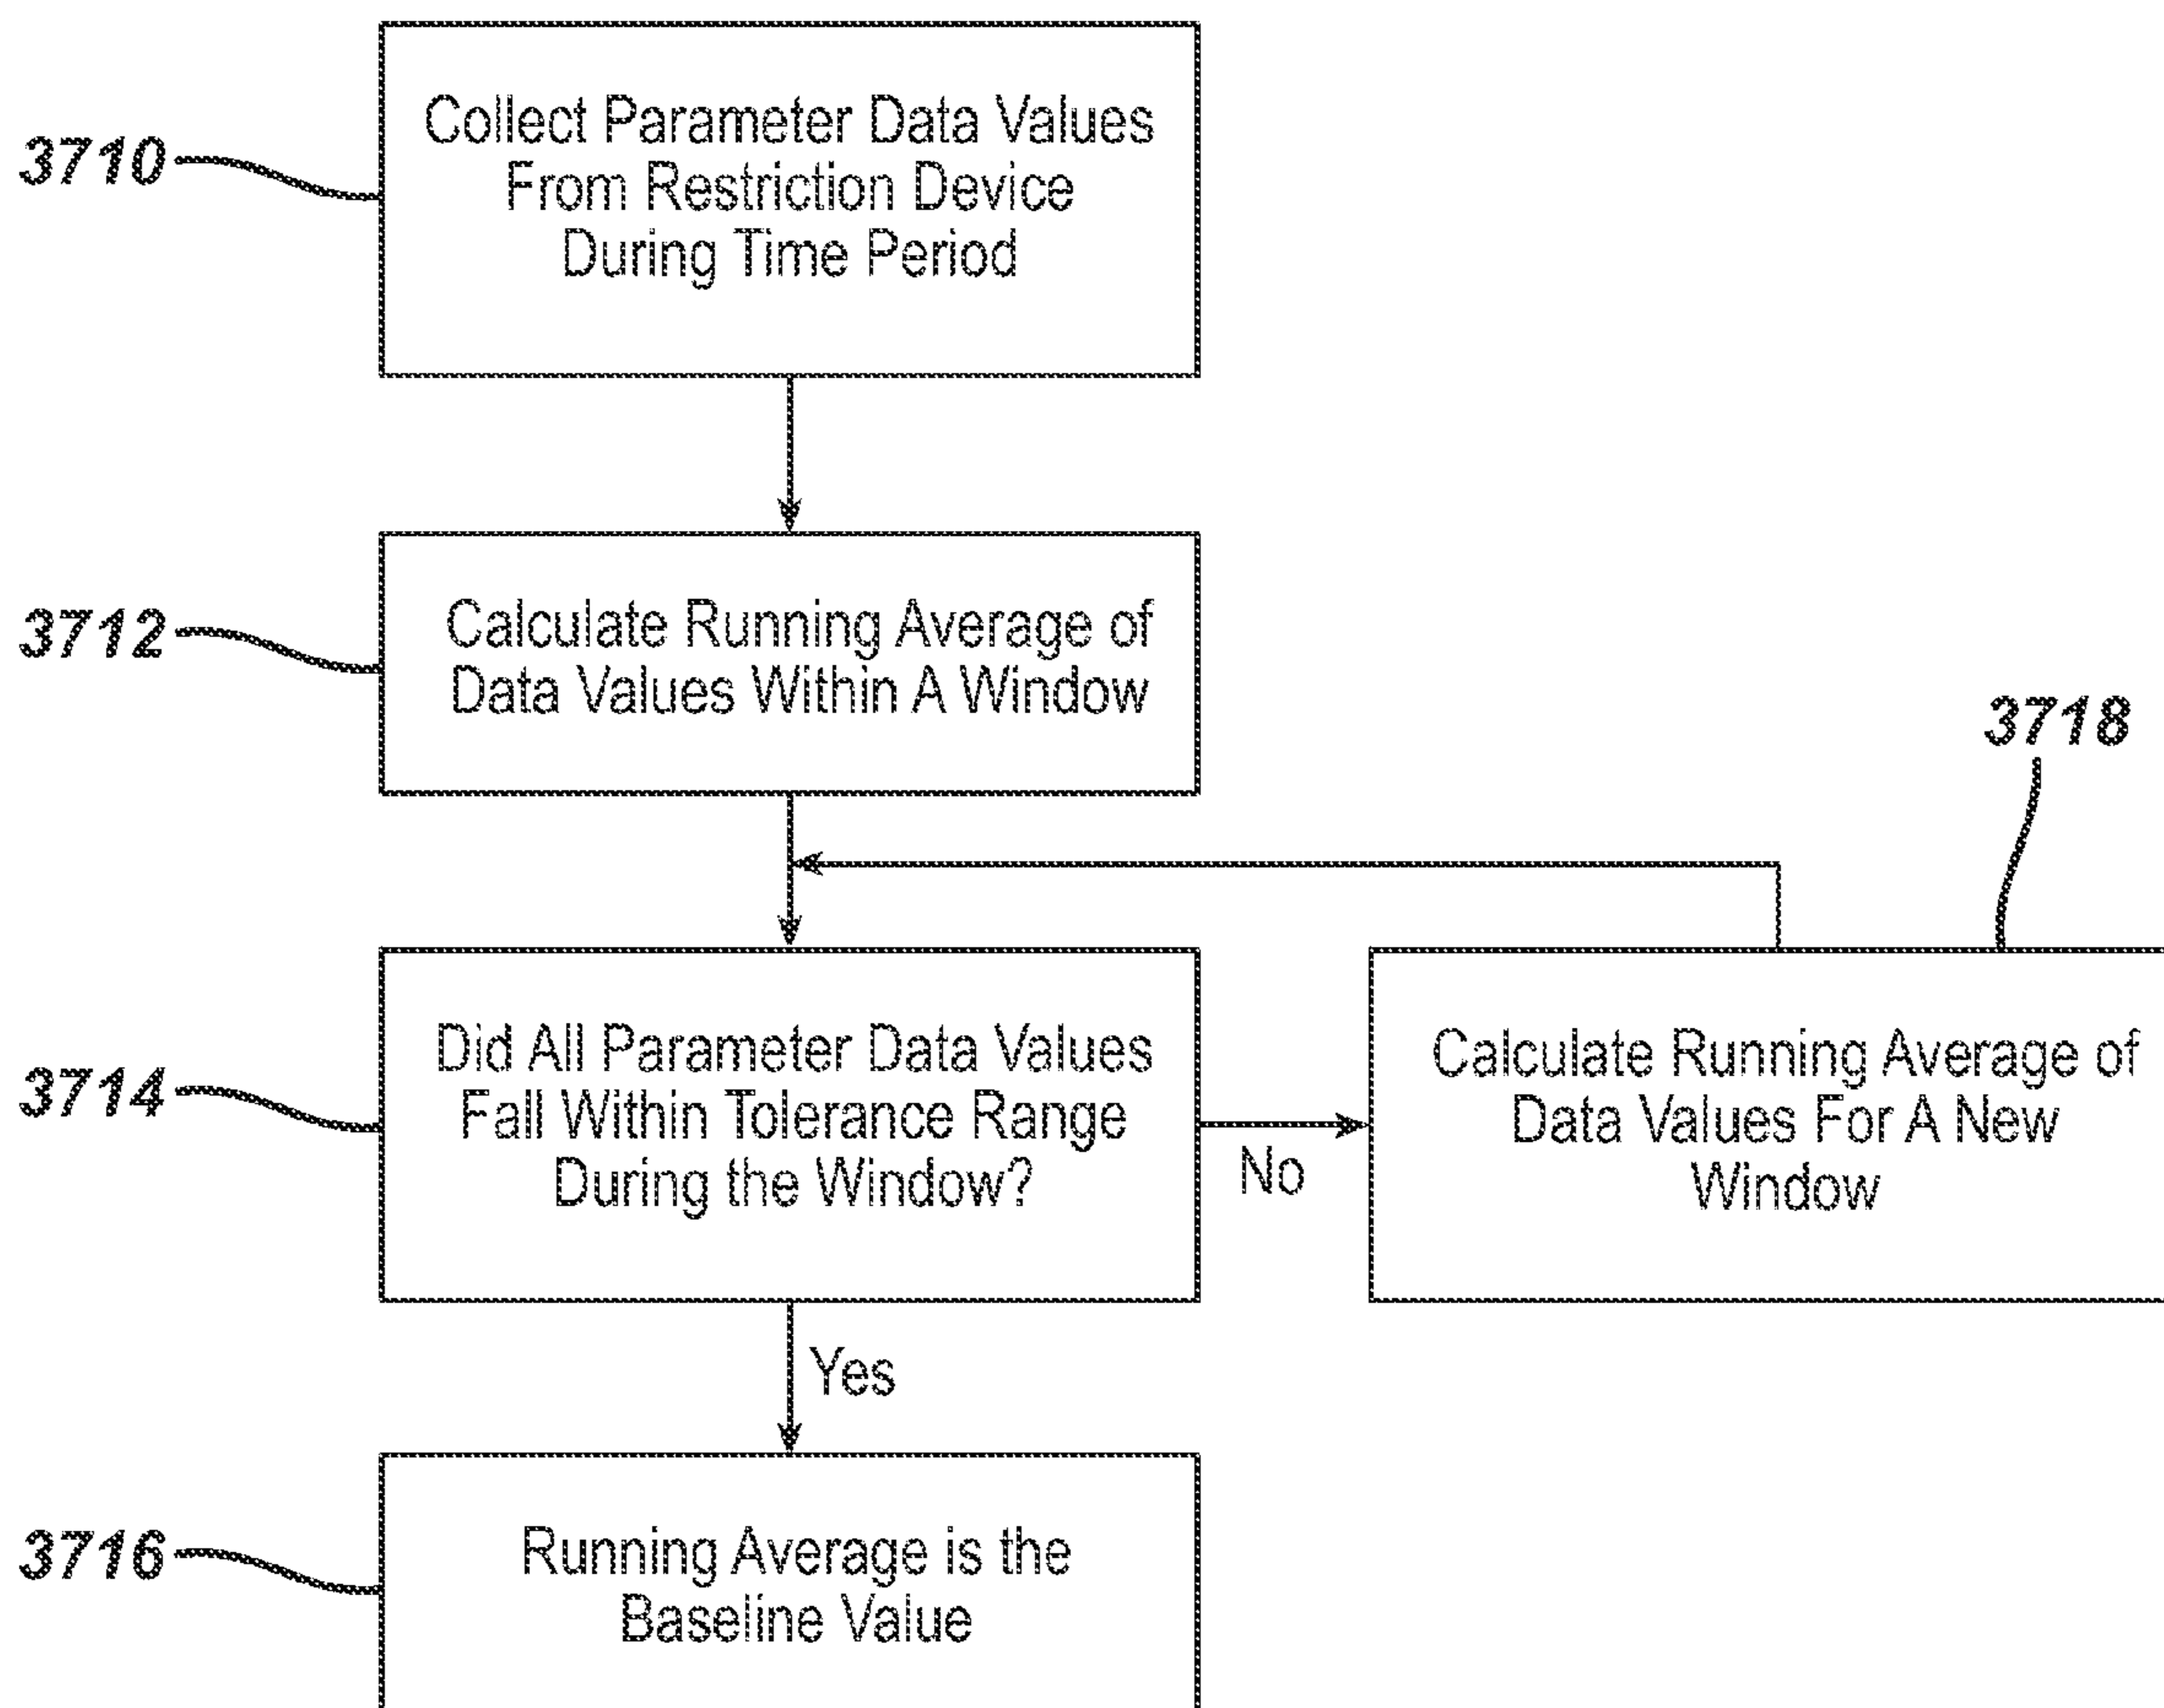 3710
Collect Parameter Data Values
From Restriction Device
During Time Period
3712
Calculate Running Average of
Data Values Within A Window
3718
3714
Did All Parameter Data Values
Fall Within Tolerance Range
During the Window?
No
Calculate Running Average of
Data Values For A New
Window
Yes
3716
Running Average is the
Baseline Value